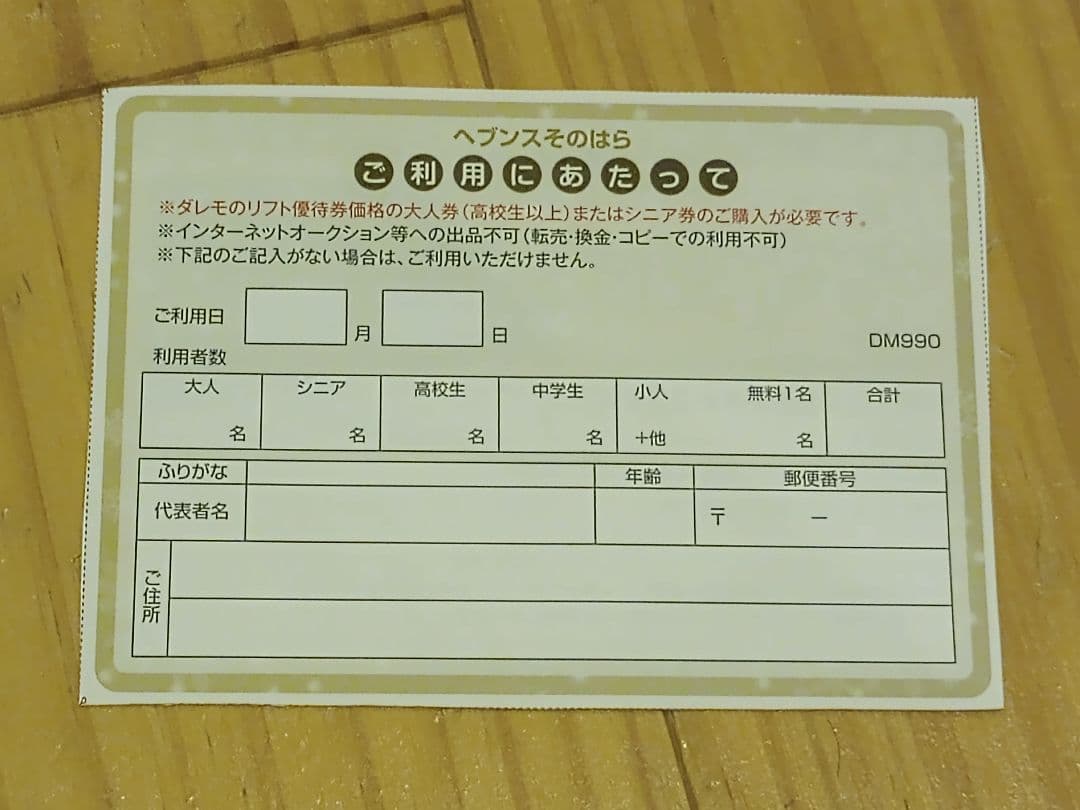 ヘブンスそのはら
ご利用にあたって
※ダレモのリフト優待券価格の大人券(高校生以上)またはシニア券のご購入が必要です。
※インターネットオークション等への出品不可(転売・換金・コピーでの利用不可)
※下記のご記入がない場合は、ご利用いただけません。
ご利用日 月 日
DM990
利用者数
大人 シニア 高校生 中学生 小人 無料1名 合計
名 名 名 名 +他 名
ふりがな 年齢 郵便番号
代表者名 〒 ー
ご住所